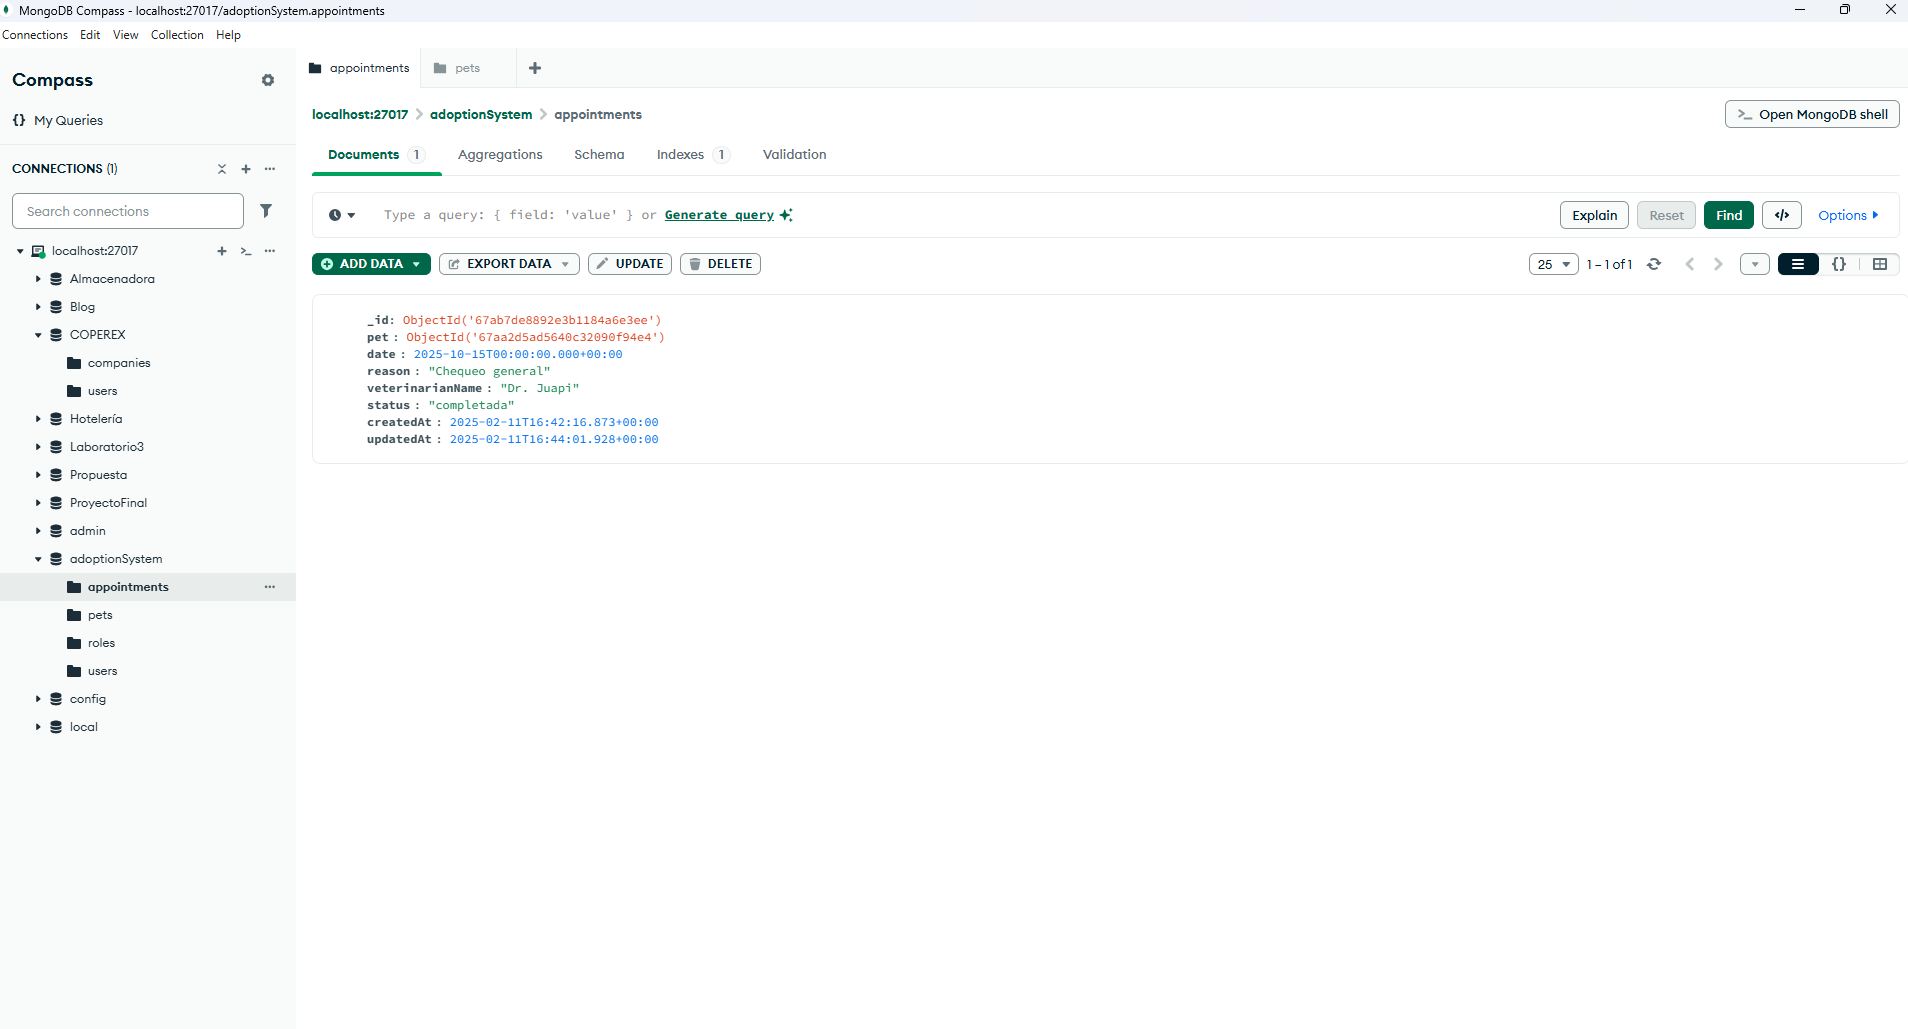 MongoDB Compass - localhost:27017/adoptionSystem.appointments
Connections Edit View Collection Help
Compass
{} My Queries
CONNECTIONS (1)
Search connections
localhost:27017
Almacenadora
Blog
COPEREX
companies
users
Hotelería
Laboratorio3
Propuesta
ProyectoFinal
admin
adoptionSystem
appointments
pets
roles
users
config
local
appointments pets
localhost:27017 > adoptionSystem > appointments
>_ Open MongoDB shell
Documents 1 Aggregations Schema Indexes 1 Validation
Type a query: { field: 'value' } or Generate query
Explain Reset Find </> Options
ADD DATA EXPORT DATA UPDATE DELETE
25 1 – 1 of 1 {}
_id: ObjectId('67ab7de8892e3b1184a6e3ee')
pet : ObjectId('67aa2d5ad5640c32090f94e4')
date : 2025-10-15T00:00:00.000+00:00
reason : "Chequeo general"
veterinarianName : "Dr. Juapi"
status : "completada"
createdAt : 2025-02-11T16:42:16.873+00:00
updatedAt : 2025-02-11T16:44:01.928+00:00